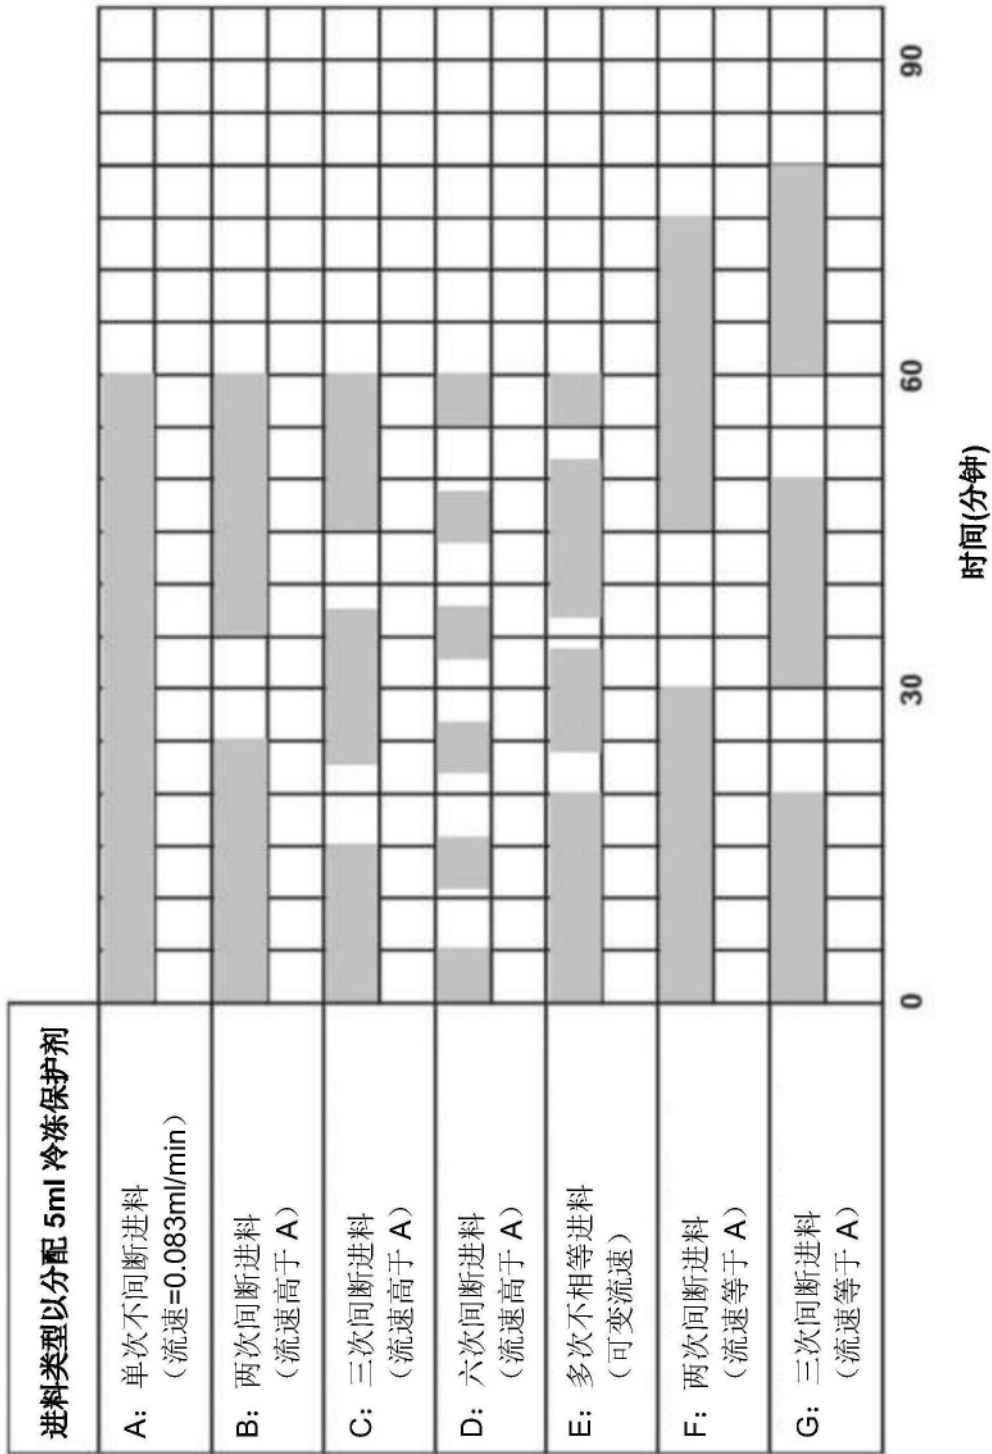 进料类型以分配 5ml 冷冻保护剂
A: 单次不间断进料
(流速=0.083ml/min)
B: 两次间断进料
(流速高于 A)
C: 三次间断进料
(流速高于 A)
D: 六次间断进料
(流速高于 A)
E: 多次不相等进料
(可变流速)
F: 两次间断进料
(流速等于 A)
G: 三次间断进料
(流速等于 A)
0 30 60 90
时间(分钟)